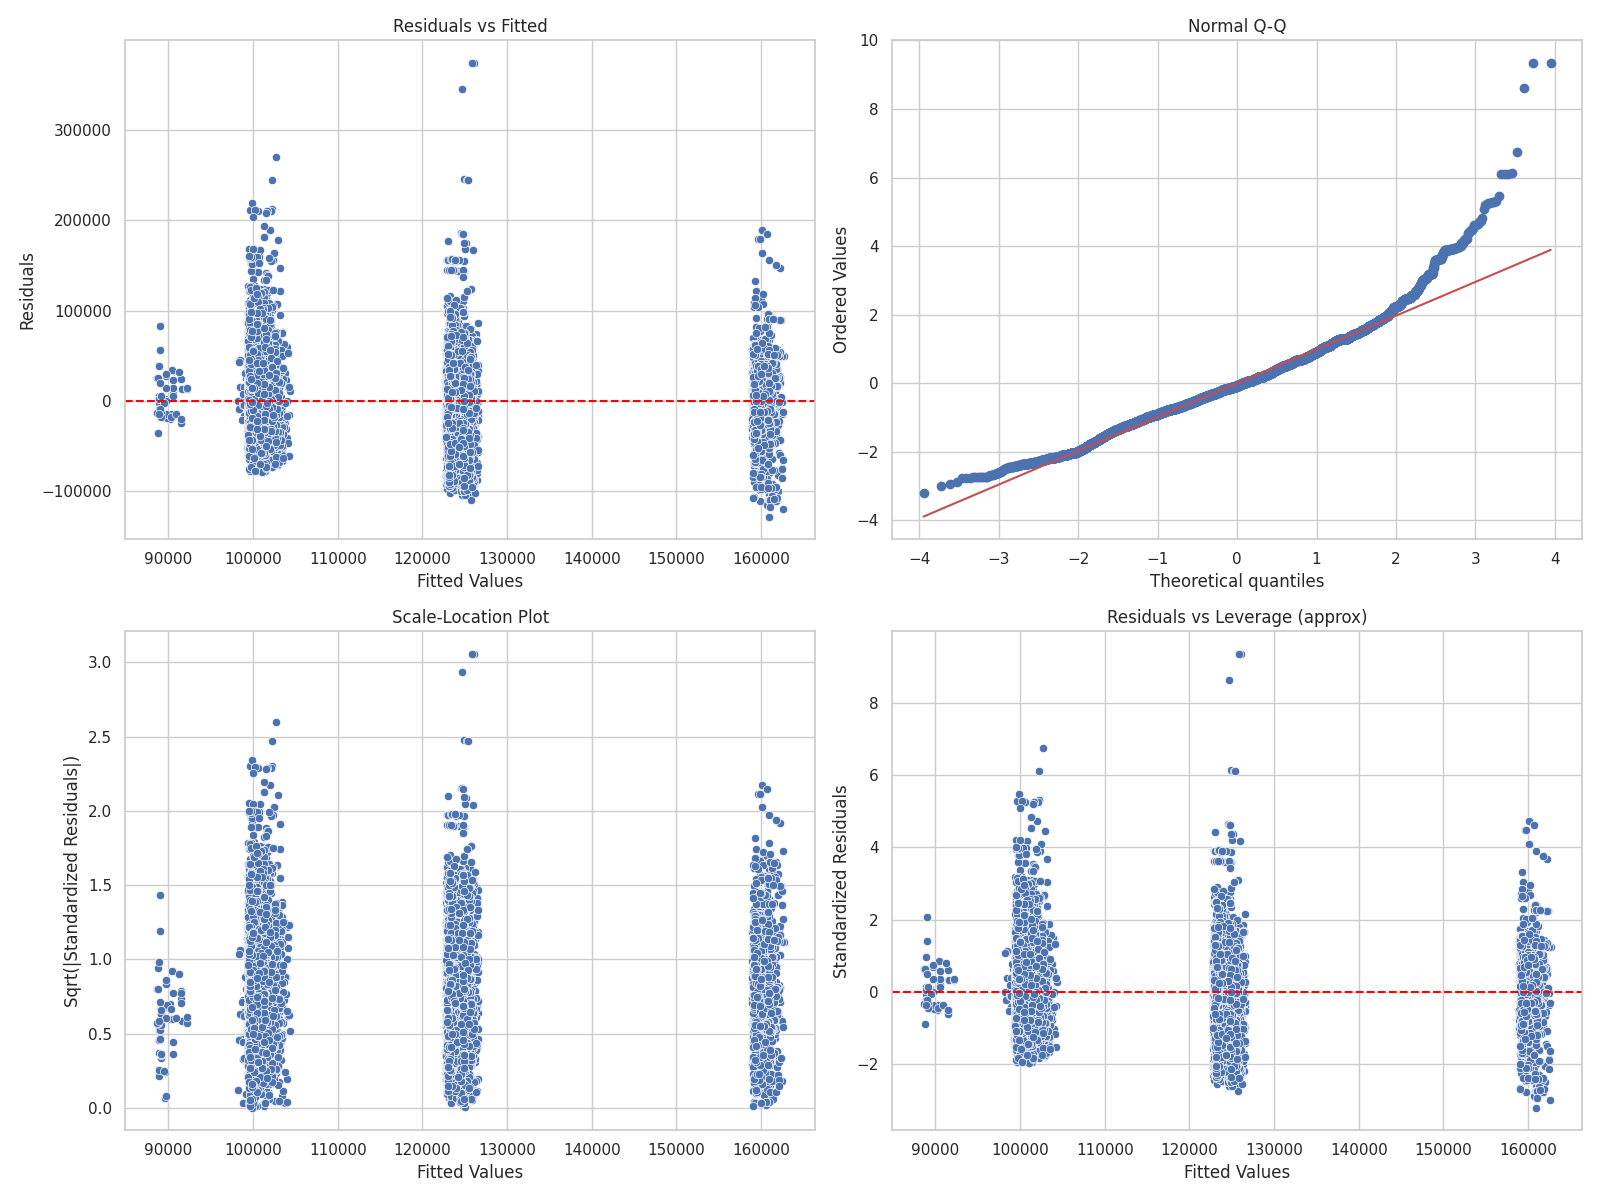 Residuals vs Fitted
Residuals
300000
200000
100000
0
−100000
90000 100000 110000 120000 130000 140000 150000 160000
Fitted Values
Normal Q-Q
Ordered Values
10
8
6
4
2
0
−2
−4
−4 −3 −2 −1 0 1 2 3 4
Theoretical quantiles
Scale-Location Plot
Sqrt(|Standardized Residuals|)
3.0
2.5
2.0
1.5
1.0
0.5
0.0
90000 100000 110000 120000 130000 140000 150000 160000
Fitted Values
Residuals vs Leverage (approx)
Standardized Residuals
8
6
4
2
0
−2
90000 100000 110000 120000 130000 140000 150000 160000
Fitted Values